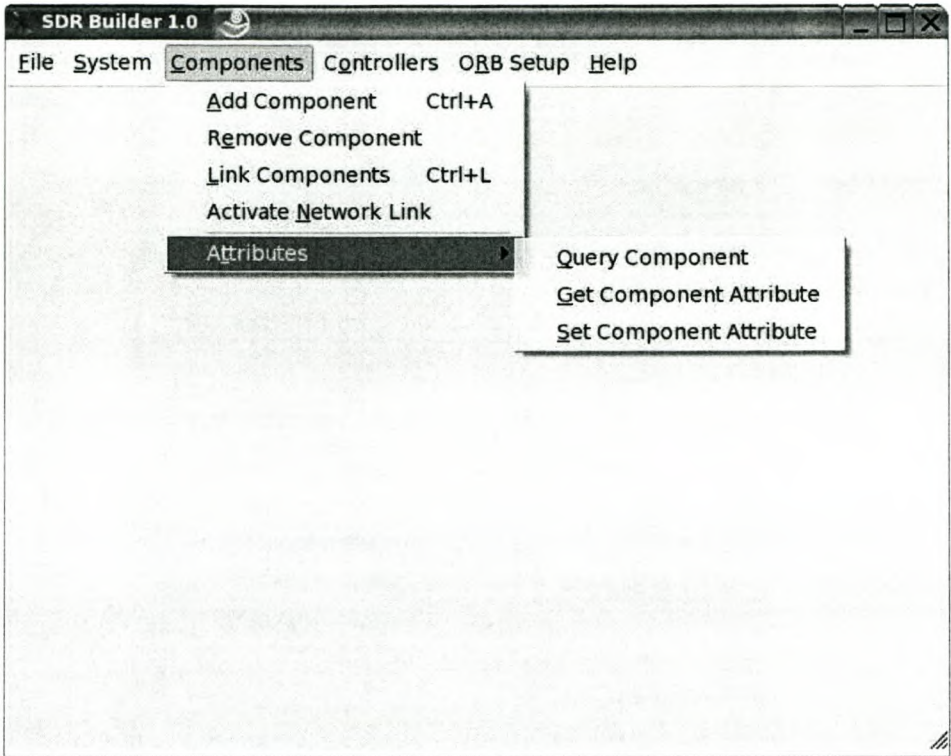 SDR Builder 1.0
File System Components Controllers ORB Setup Help
Add Component Ctrl+A
Remove Component
Link Components Ctrl+L
Activate Network Link
Attributes
Query Component
Get Component Attribute
Set Component Attribute